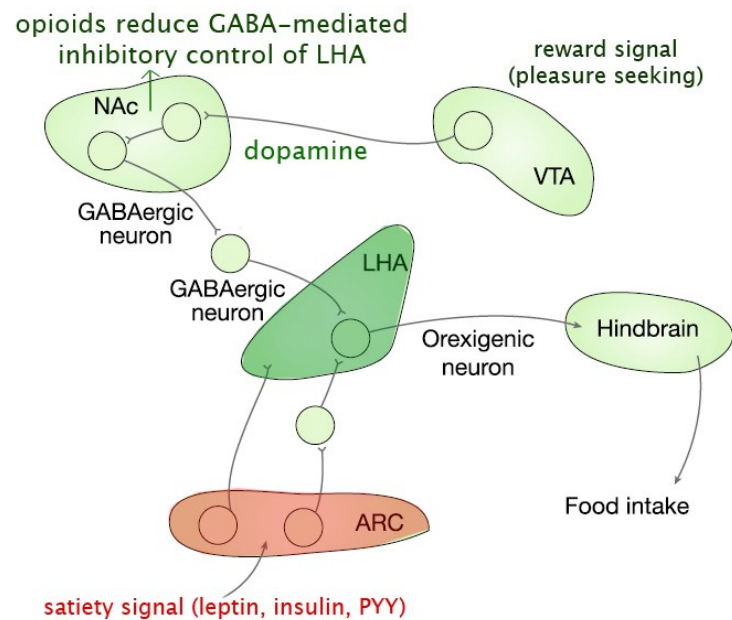 opioids reduce GABA-mediated
inhibitory control of LHA
reward signal
(pleasure seeking)
NAc
dopamine
VTA
GABAergic
neuron
LHA
GABAergic
neuron
Orexigenic
neuron
Hindbrain
Food intake
ARC
satiety signal (leptin, insulin, PYY)